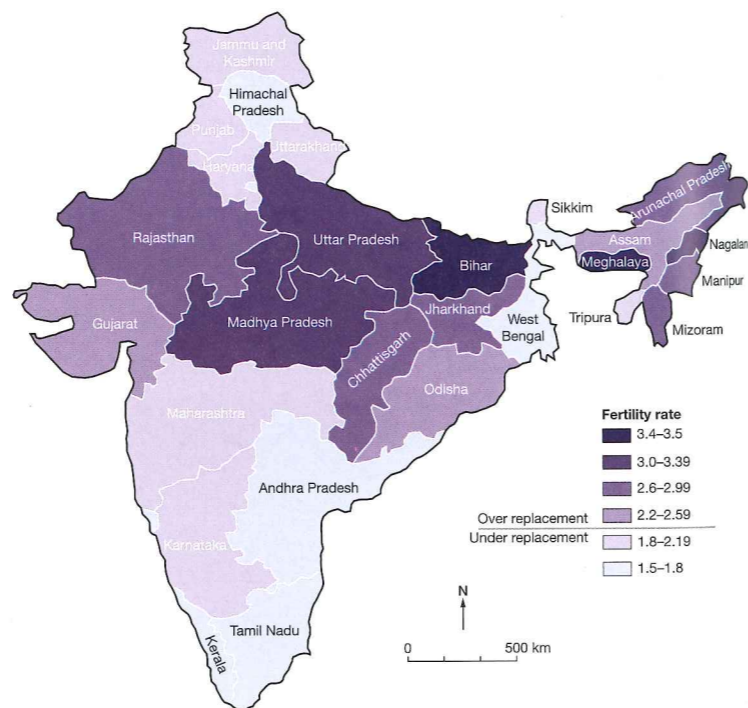 Jammu and
Kashmir
Himachal
Pradesh
Punjab
Uttarakhand
Haryana
Sikkim
Arunachal Pradesh
Rajasthan
Uttar Pradesh
Assam
Nagalan
Bihar
Meghalaya
Manipur
Gujarat
Madhya Pradesh
Jharkhand
West
Bengal
Tripura
Mizoram
Chhattisgarh
Odisha
Maharashtra
Andhra Pradesh
Karnataka
Tamil Nadu
Kerala
Fertility rate
3.4–3.5
3.0–3.39
2.6–2.99
2.2–2.59
Over replacement
Under replacement
1.8–2.19
1.5–1.8
N
0 500 km